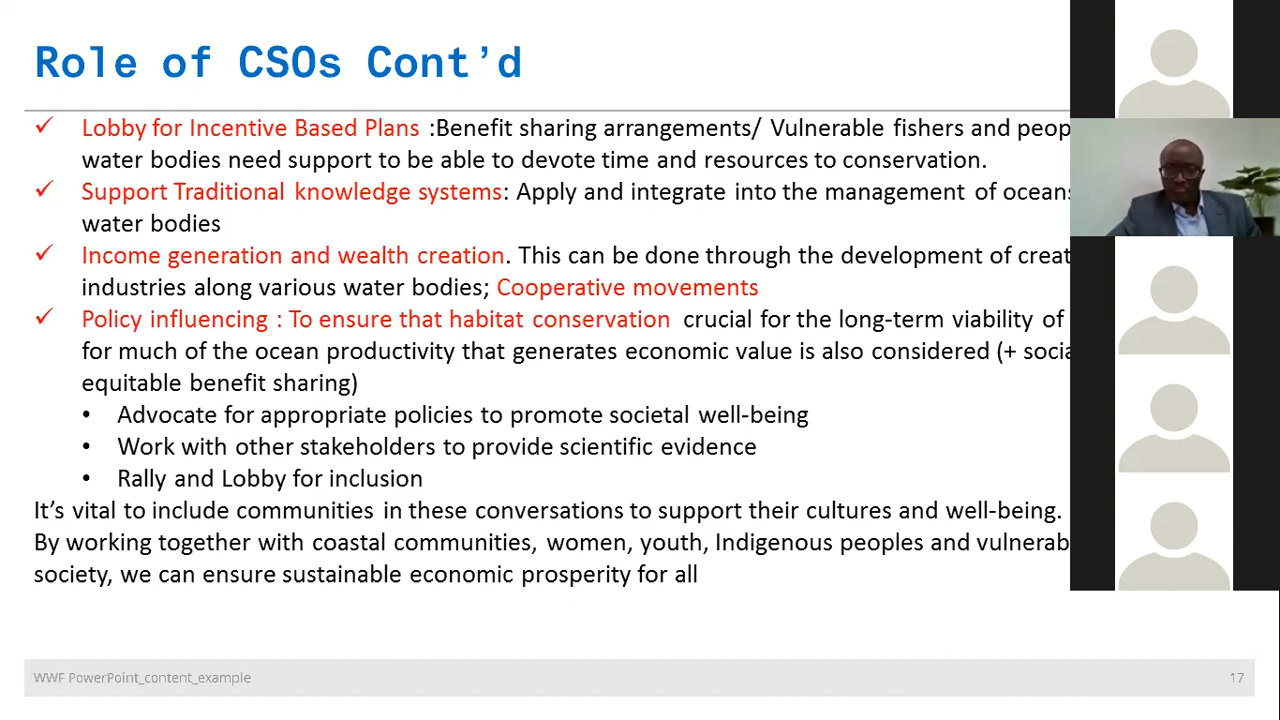 Role of CSOs Cont’d
✓ Lobby for Incentive Based Plans :Benefit sharing arrangements/ Vulnerable fishers and
water bodies need support to be able to devote time and resources to conservation.
✓ Support Traditional knowledge systems: Apply and integrate into the management of oceans
water bodies
✓ Income generation and wealth creation. This can be done through the development of
industries along various water bodies; Cooperative movements
✓ Policy influencing : To ensure that habitat conservation crucial for the long-term viability of
for much of the ocean productivity that generates economic value is also considered (+
equitable benefit sharing)
• Advocate for appropriate policies to promote societal well-being
• Work with other stakeholders to provide scientific evidence
• Rally and Lobby for inclusion
It’s vital to include communities in these conversations to support their cultures and well-being.
By working together with coastal communities, women, youth, Indigenous peoples and
society, we can ensure sustainable economic prosperity for all
WWF PowerPoint_content_example
17